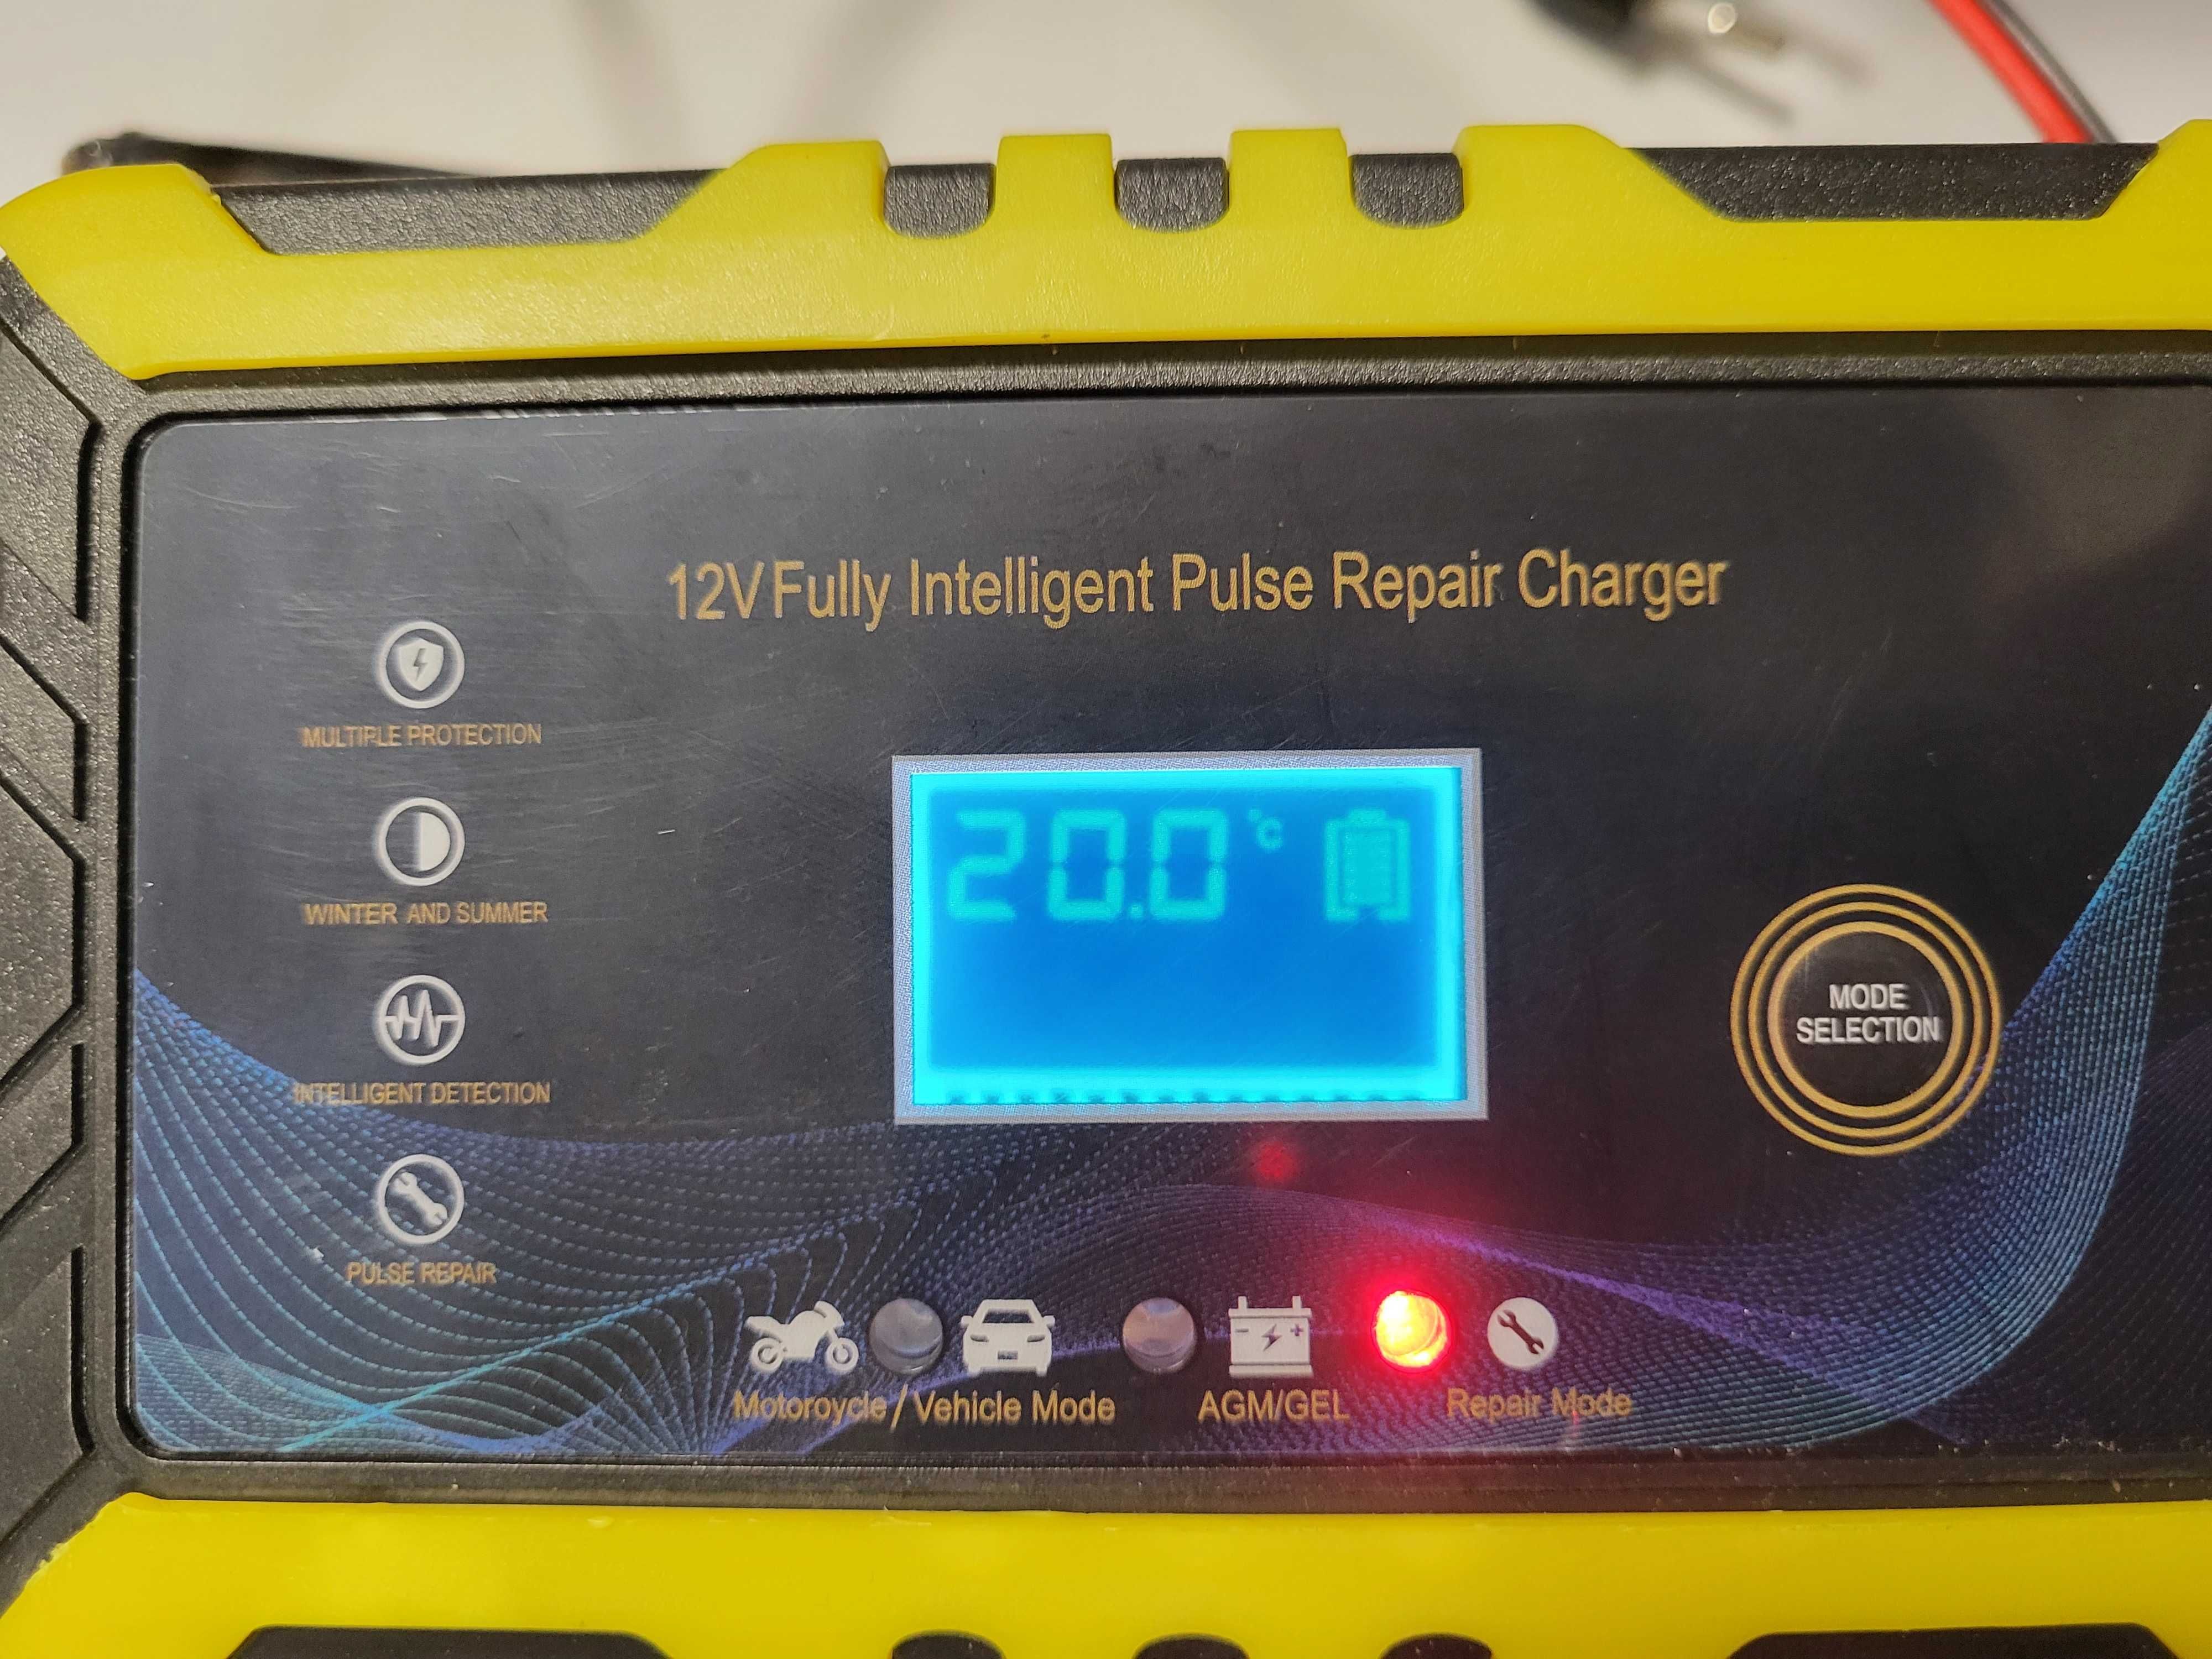 12V Fully Intelligent Pulse Repair Charger
MULTIPLE PROTECTION
WINTER AND SUMMER
INTELLIGENT DETECTION
PULSE REPAIR
20.0 °C
MODE
SELECTION
Motoroycle / Vehicle Mode
AGM/GEL
Repair Mode